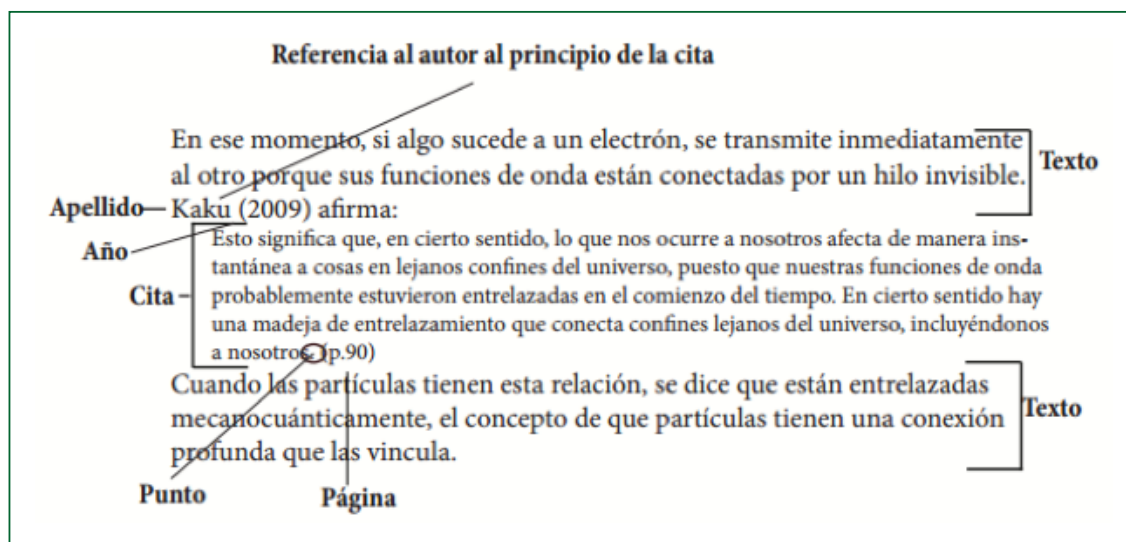 Referencia al autor al principio de la cita
En ese momento, si algo sucede a un electrón, se transmite inmediatamente
al otro porque sus funciones de onda están conectadas por un hilo invisible.
Texto
Apellido
Kaku (2009) afirma:
Año
Esto significa que, en cierto sentido, lo que nos ocurre a nosotros afecta de manera ins-
tantánea a cosas en lejanos confines del universo, puesto que nuestras funciones de onda
Cita
probablemente estuvieron entrelazadas en el comienzo del tiempo. En cierto sentido hay
una madeja de entrelazamiento que conecta confines lejanos del universo, incluyéndonos
a nosotros. (p.90)
Cuando las partículas tienen esta relación, se dice que están entrelazadas
mecanocuánticamente, el concepto de que partículas tienen una conexión
profunda que las vincula.
Texto
Punto
Página